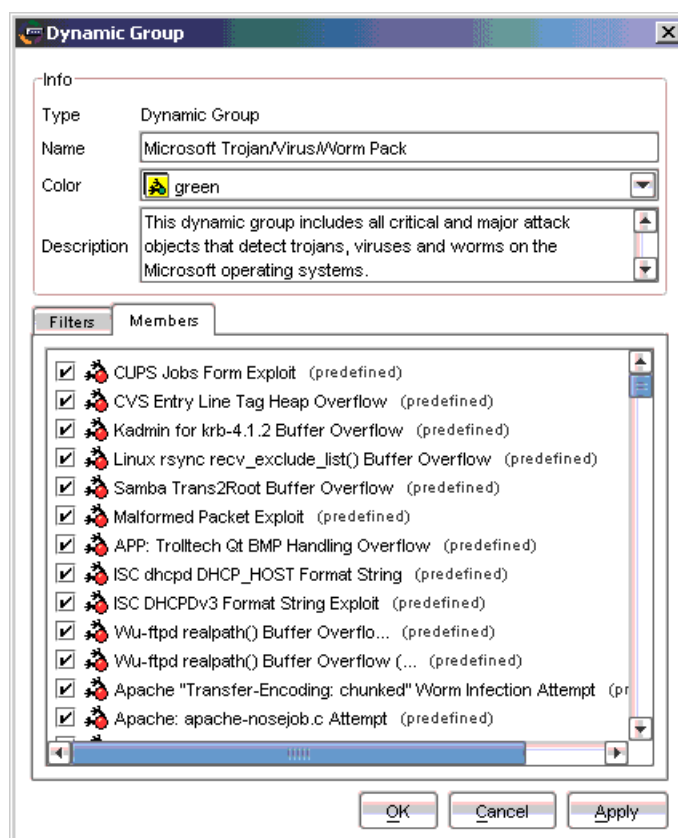 Dynamic Group
Info
Type Dynamic Group
Name Microsoft Trojan/Virus/Worm Pack
Color green
Description This dynamic group includes all critical and major attack
objects that detect trojans, viruses and worms on the
Microsoft operating systems.
Filters Members
CUPS Jobs Form Exploit (predefined)
CVS Entry Line Tag Heap Overflow (predefined)
Kadmin for krb-4.1.2 Buffer Overflow (predefined)
Linux rsync recv_exclude_list() Buffer Overflow (predefined)
Samba Trans2Root Buffer Overflow (predefined)
Malformed Packet Exploit (predefined)
APP: Trolltech Qt BMP Handling Overflow (predefined)
ISC dhcpd DHCP_HOST Format String (predefined)
ISC DHCPDv3 Format String Exploit (predefined)
Wu-ftpd realpath() Buffer Overflo... (predefined)
Wu-ftpd realpath() Buffer Overflow (... (predefined)
Apache "Transfer-Encoding: chunked" Worm Infection Attempt (pr
Apache: apache-nosejob.c Attempt (predefined)
OK Cancel Apply